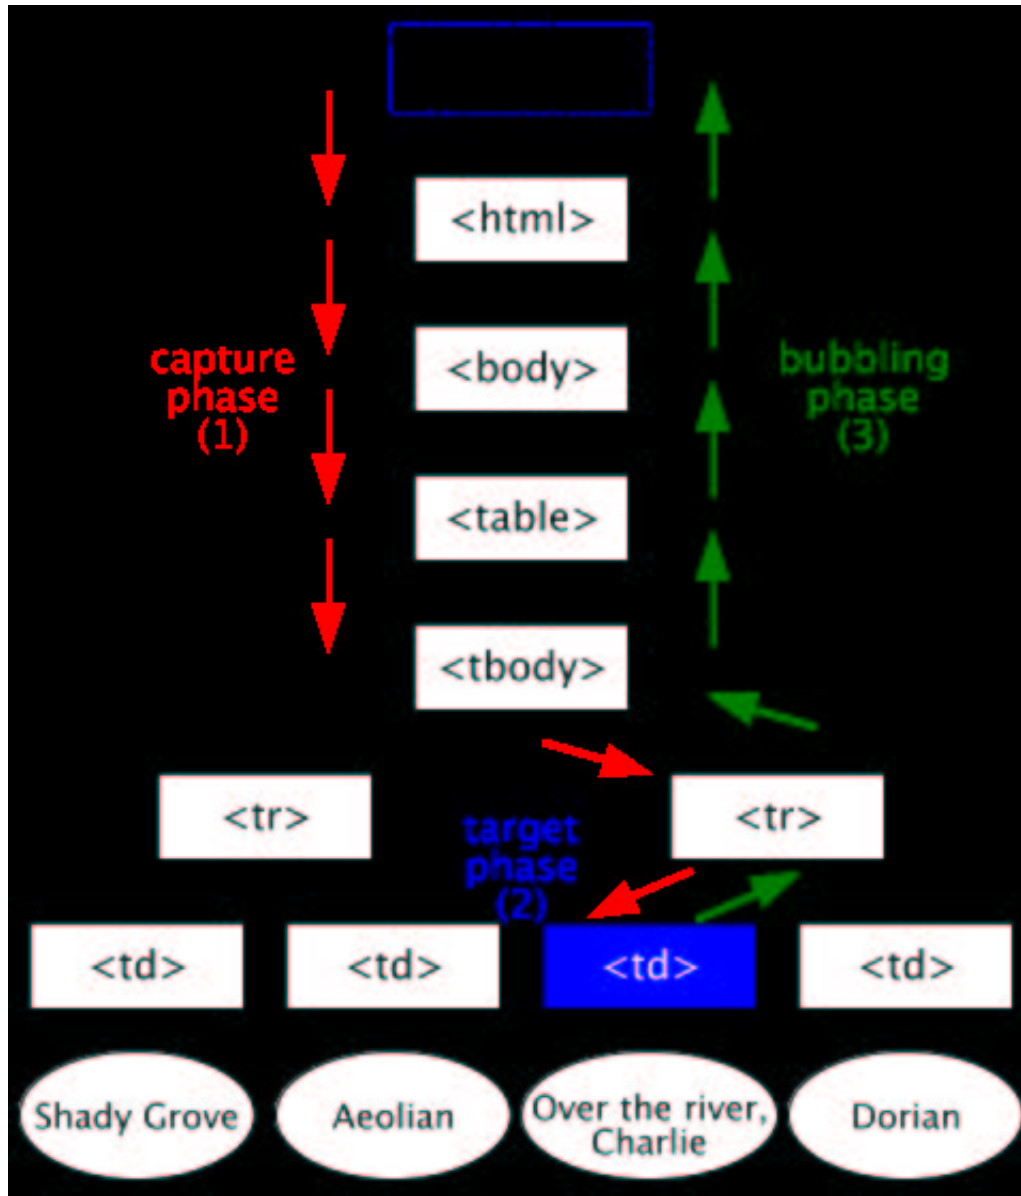 <html>
capture
phase
(1)
<body>
bubbling
phase
(3)
<table>
<tbody>
<tr>
<tr>
target
phase
(2)
<td>
<td>
<td>
<td>
Shady Grove
Aeolian
Over the river,
Charlie
Dorian